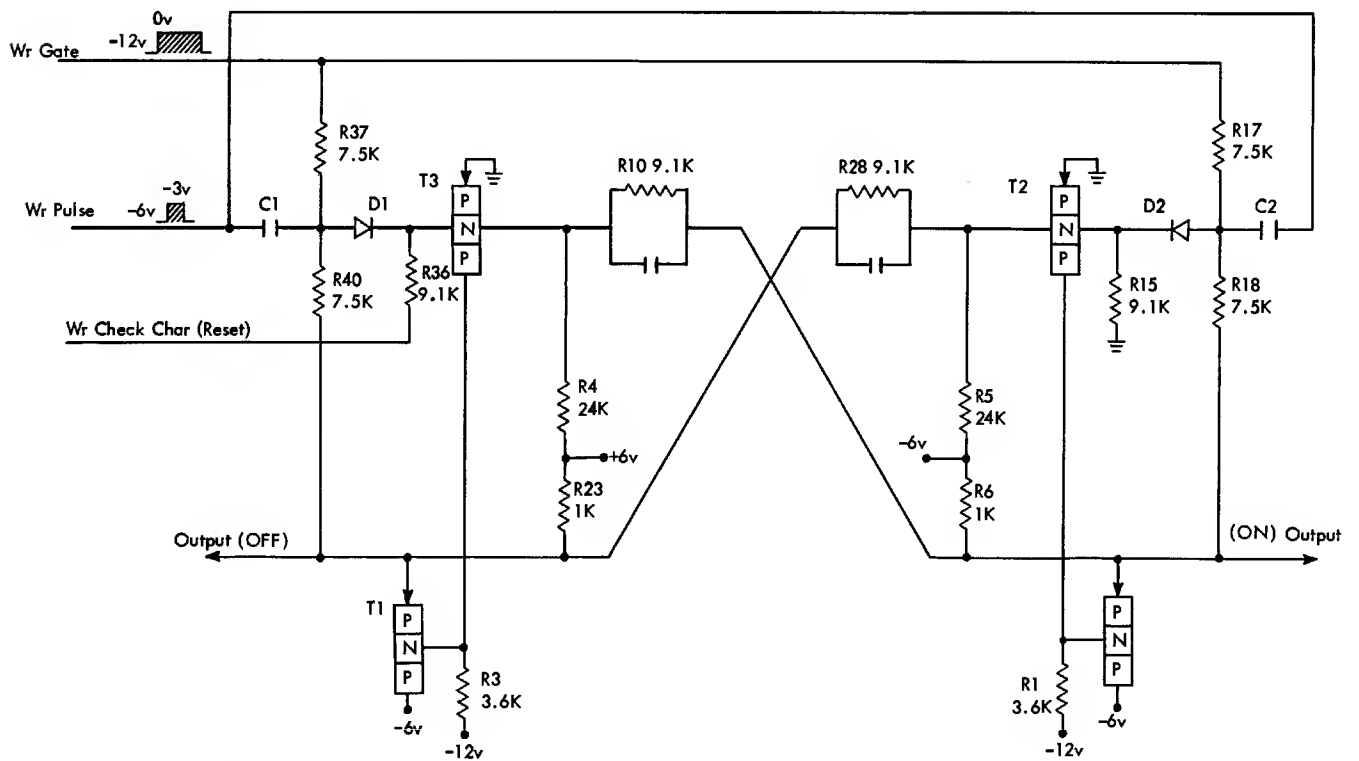 0v
-12v
Wr Gate
R37
7.5K
R17
7.5K
R10 9.1K
R28 9.1K
T3
T2
-3v
-6v
Wr Pulse
C1
D1
P
N
P
P
N
P
D2
C2
R40
7.5K
R36
9.1K
R15
9.1K
R18
7.5K
Wr Check Char (Reset)
R4
24K
R5
24K
+6v
-6v
R23
1K
R6
1K
Output (OFF)
(ON) Output
T1
P
N
P
P
N
P
R3
3.6K
R1
3.6K
-6v
-12v
-12v
-6v